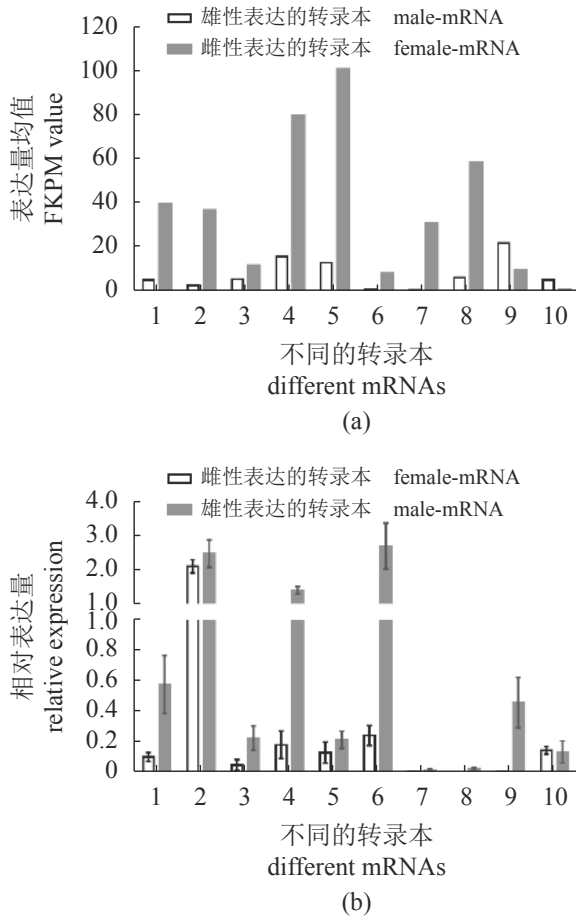 雄性表达的转录本 male-mRNA
雌性表达的转录本 female-mRNA
表达量均值
FKPM value
120
100
80
60
40
20
0
1 2 3 4 5 6 7 8 9 10
不同的转录本
different mRNAs
(a)
雌性表达的转录本 female-mRNA
雄性表达的转录本 male-mRNA
相对表达量
relative expression
4.0
3.0
2.0
1.0
1.0
0.8
0.6
0.4
0.2
0
1 2 3 4 5 6 7 8 9 10
不同的转录本
different mRNAs
(b)